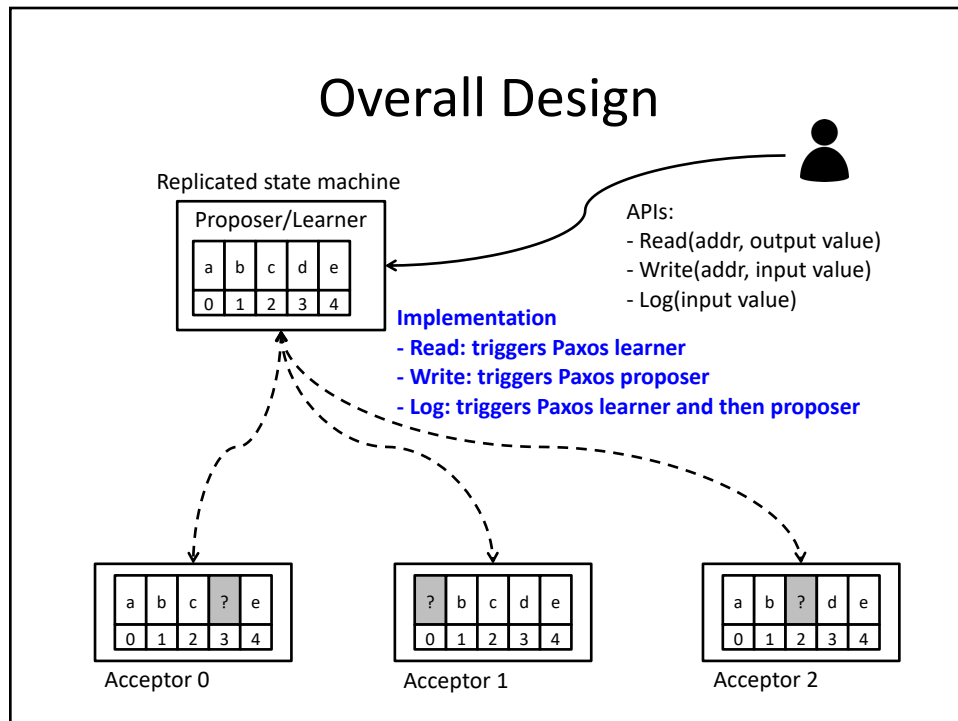 Overall Design
Replicated state machine
Proposer/Learner
a b c d e
0 1 2 3 4
APIs:
- Read(addr, output value)
- Write(addr, input value)
- Log(input value)
Implementation
- Read: triggers Paxos learner
- Write: triggers Paxos proposer
- Log: triggers Paxos learner and then proposer
a b c ? e
0 1 2 3 4
Acceptor 0
? b c d e
0 1 2 3 4
Acceptor 1
a b ? d e
0 1 2 3 4
Acceptor 2